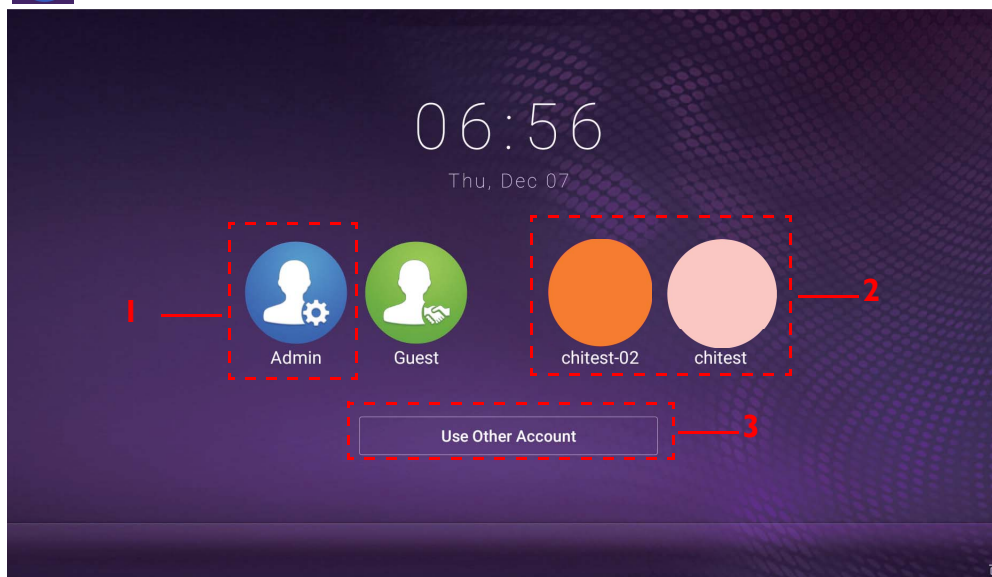 06:56
Thu, Dec 07
1
2
Admin
Guest
chitest-02
chitest
Use Other Account
3